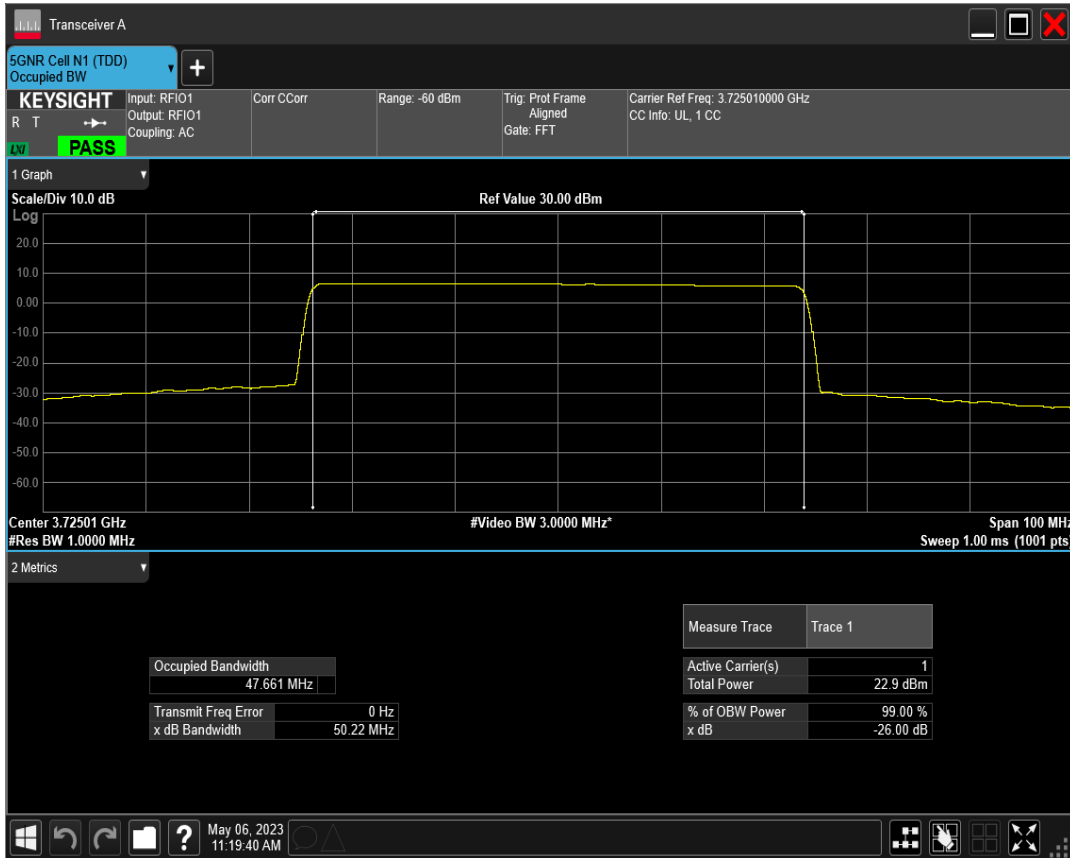 Transceiver A
5GNR Cell N1 (TDD)
Occupied BW
KEYSIGHT
R T
LXI
PASS
Input: RFIO1
Output: RFIO1
Coupling: AC
Corr CCorr
Range: -60 dBm
Trig: Prot Frame
Aligned
Gate: FFT
Carrier Ref Freq: 3.725010000 GHz
CC Info: UL, 1 CC
1 Graph
Scale/Div 10.0 dB
Ref Value 30.00 dBm
Log
20.0
10.0
0.00
-10.0
-20.0
-30.0
-40.0
-50.0
-60.0
Center 3.72501 GHz
#Video BW 3.0000 MHz*
Span 100 MHz
#Res BW 1.0000 MHz
Sweep 1.00 ms (1001 pts)
2 Metrics
Measure Trace Trace 1
Occupied Bandwidth
47.661 MHz
Active Carrier(s) 1
Total Power 22.9 dBm
Transmit Freq Error 0 Hz
x dB Bandwidth 50.22 MHz
% of OBW Power 99.00 %
x dB -26.00 dB
?
May 06, 2023
11:19:40 AM